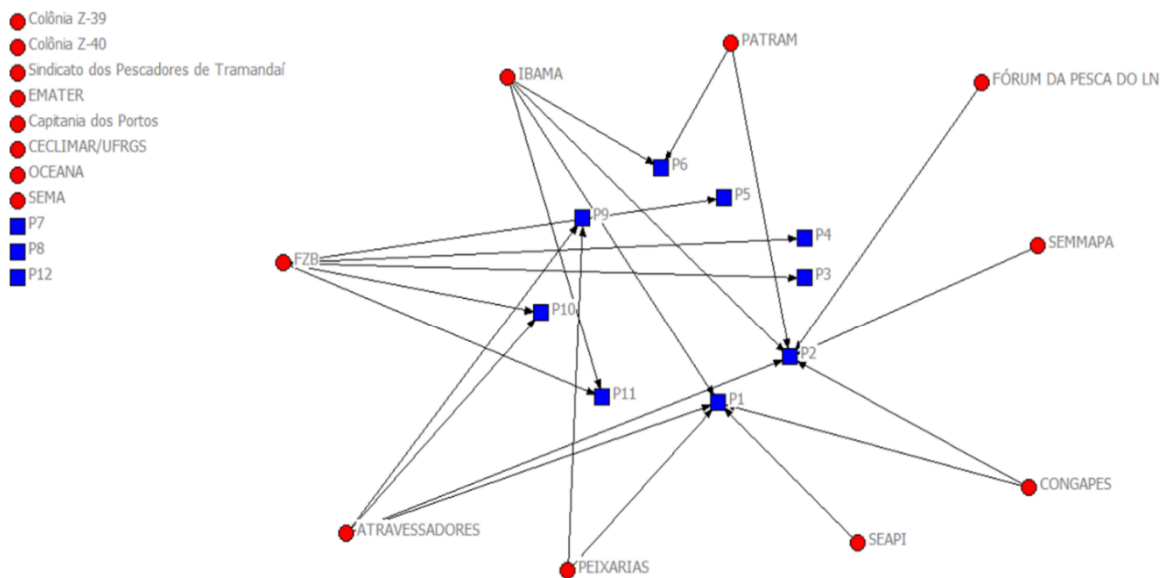 Colônia Z-39
Colônia Z-40
Sindicato dos Pescadores de Tramandaí
EMATER
Capitania dos Portos
CECLIMAR/UFRGS
OCEANA
SEMA
P7
P8
P12
PATRAM
IBAMA
FÓRUM DA PESCA DO LN
P6
P5
P9
P4
SEMMAPA
FZB
P3
P10
P2
P11
P1
CONGAPES
ATRAVESSADORES
SEAPI
PEIXARIAS